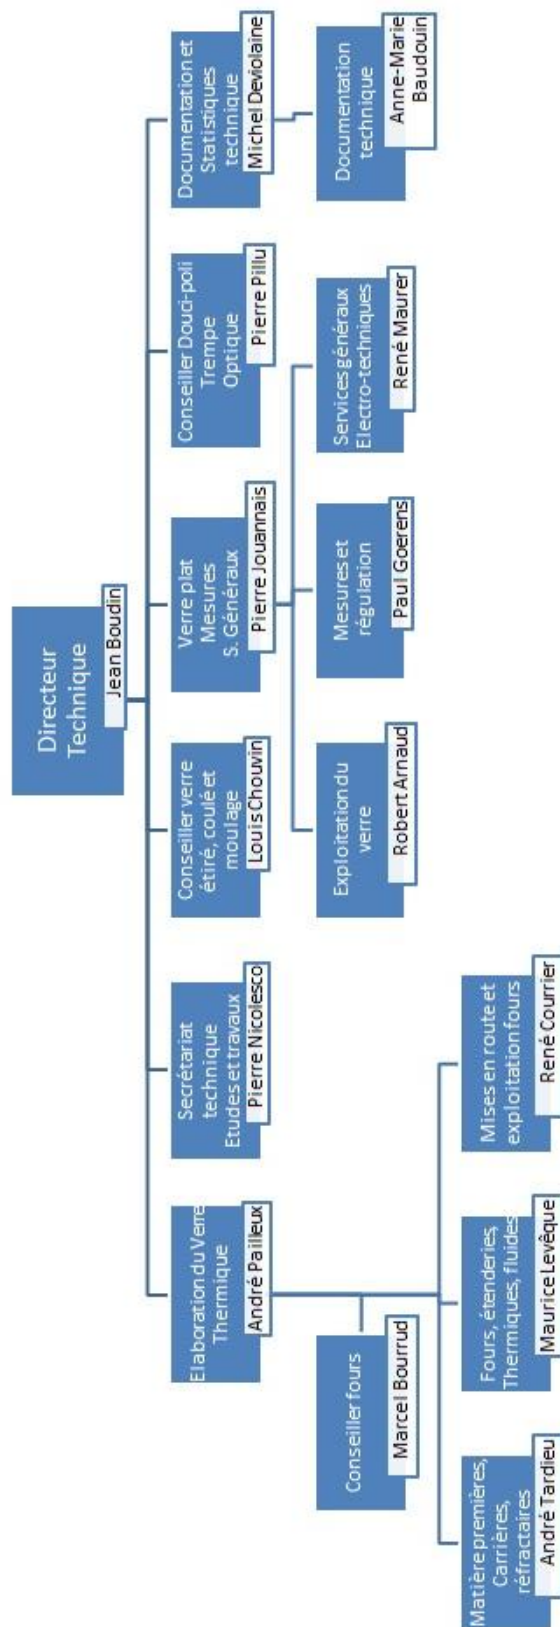 Directeur
Technique
Jean Boudin
Elaboration du Verre
Thermique
André Pailleux
Secrétariat
technique
Etudes et travaux
Pierre Nicolesco
Conseiller verre
étiré, coulé et
moulage
Louis Chouvin
Verre plat
Mesures
S. Généraux
Pierre Jouannais
Conseiller Douci-poli
Trempe
Optique
Pierre Pillu
Documentation et
Statistiques
technique
Michel Deviolaine
Conseiller fours
Marcel Bourrud
Exploitation du
verre
Robert Arnaud
Mesures et
régulation
Paul Goerens
Services généraux
Electro-techniques
René Maurer
Documentation
technique
Anne-Marie
Baudouin
Matière premières,
Carrières,
réfractaires
André Tardieu
Fours, étenderies,
Thermiques, fluides
Maurice Levêque
Mises en route et
exploitation fours
René Courrier